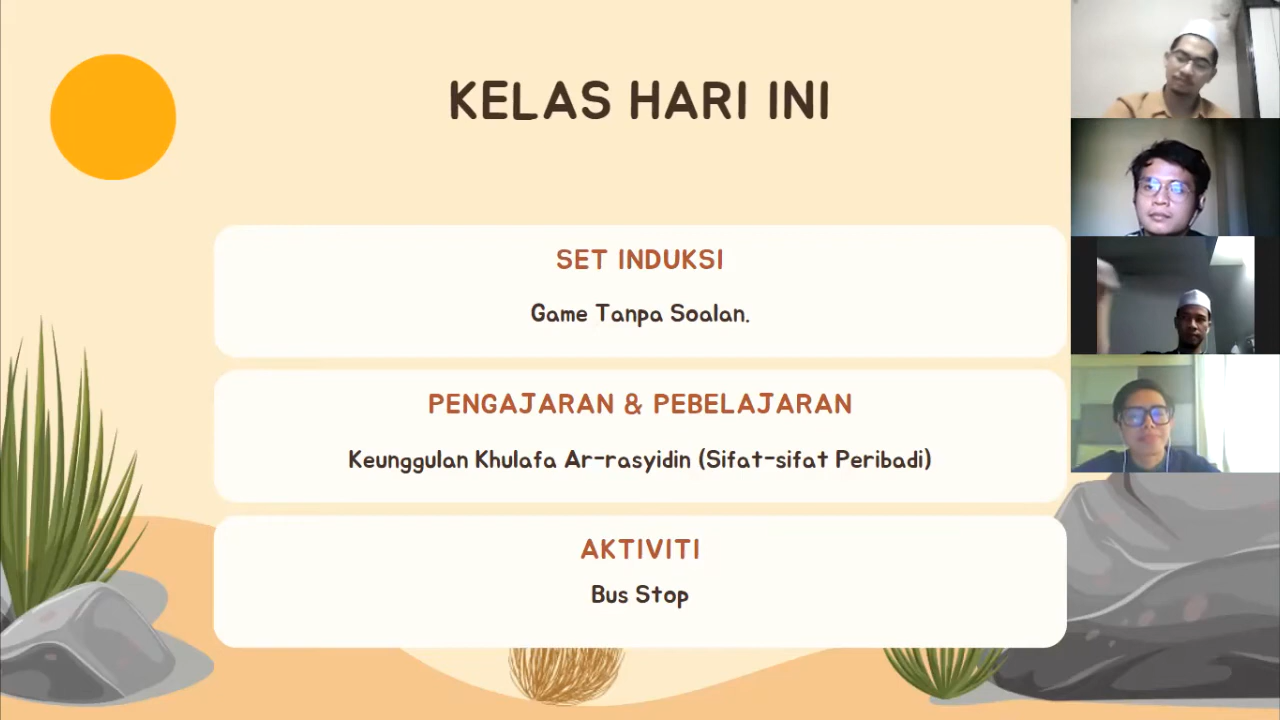 KELAS HARI INI
SET INDUKSI
Game Tanpa Soalan.
PENGAJARAN & PEBELAJARAN
Keunggulan Khulafa Ar-rasyidin (Sifat-sifat Peribadi)
AKTIVITI
Bus Stop